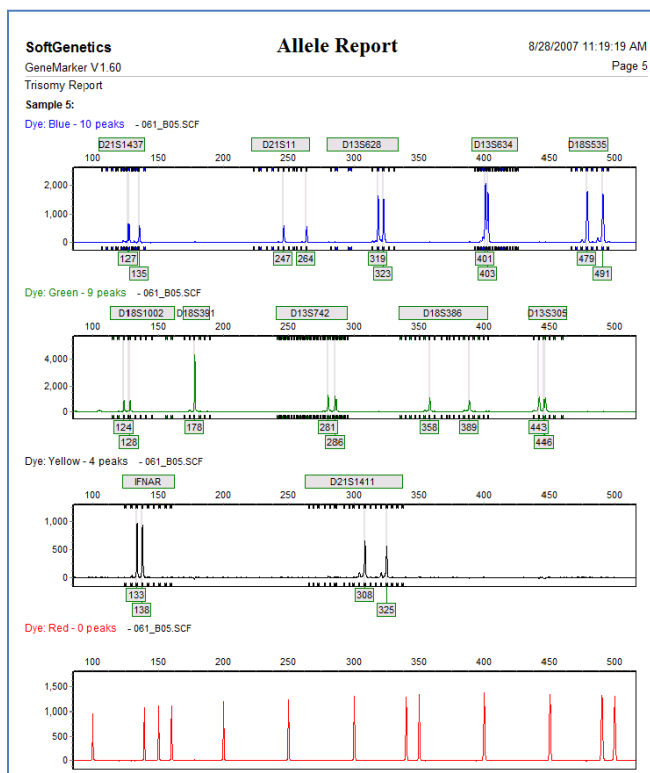 SoftGenetics Allele Report 8/28/2007 11:19:19 AM
GeneMarker V1.60 Page 5
Trisomy Report
Sample 5:
Dye: Blue - 10 peaks - 061_B05.SCF
D21S1437 D21S11 D13S628 D13S634 D18S535
100 150 200 250 300 350 400 450 500
2,000
1,000
0
127 247 264 319 401 479
135 323 403 491
Dye: Green - 9 peaks - 061_B05.SCF
D18S1002 D18S391 D13S742 D18S386 D13S305
100 150 200 250 300 350 400 450 500
4,000
2,000
0
124 178 281 358 389 443
128 286 446
Dye: Yellow - 4 peaks - 061_B05.SCF
IFNAR D21S1411
100 150 200 250 300 350 400 450 500
1,000
500
0
133 308
138 325
Dye: Red - 0 peaks - 061_B05.SCF
100 150 200 250 300 350 400 450 500
1,500
1,000
500
0